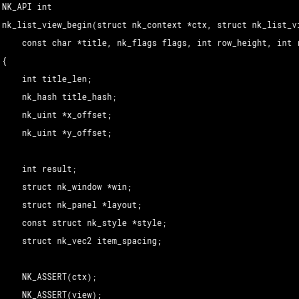 NK_API int
nk_list_view_begin(struct nk_context *ctx, struct nk_list_vi
const char *title, nk_flags flags, int row_height, int r
{
int title_len;
nk_hash title_hash;
nk_uint *x_offset;
nk_uint *y_offset;
int result;
struct nk_window *win;
struct nk_panel *layout;
const struct nk_style *style;
struct nk_vec2 item_spacing;
NK_ASSERT(ctx);
NK_ASSERT(view);